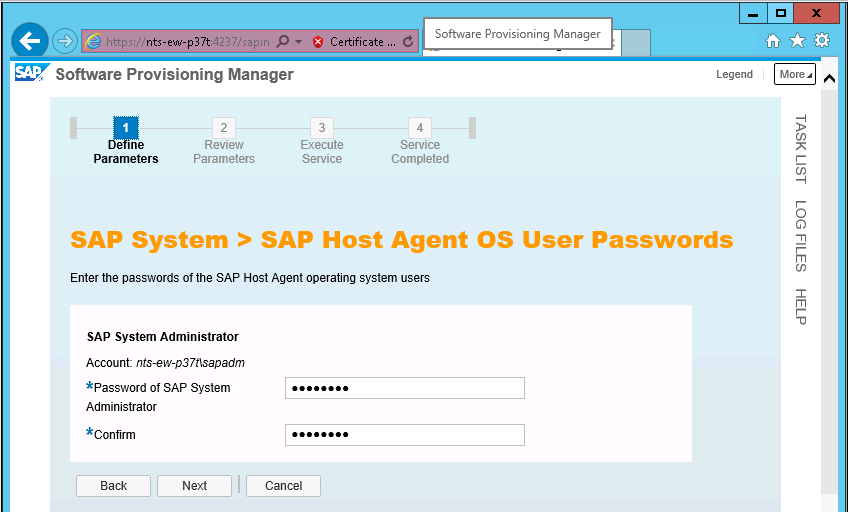 https://nts-ew-p37t:4237/sapin
Certificate ...
Software Provisioning Manager
SAP Software Provisioning Manager
Legend
More
1
2
3
4
Define
Parameters
Review
Parameters
Execute
Service
Service
Completed
TASK LIST
LOG FILES
HELP
SAP System > SAP Host Agent OS User Passwords
Enter the passwords of the SAP Host Agent operating system users
SAP System Administrator
Account: nts-ew-p37t\sapadm
*Password of SAP System
Administrator
●●●●●●●●
*Confirm
●●●●●●●●
Back
Next
Cancel